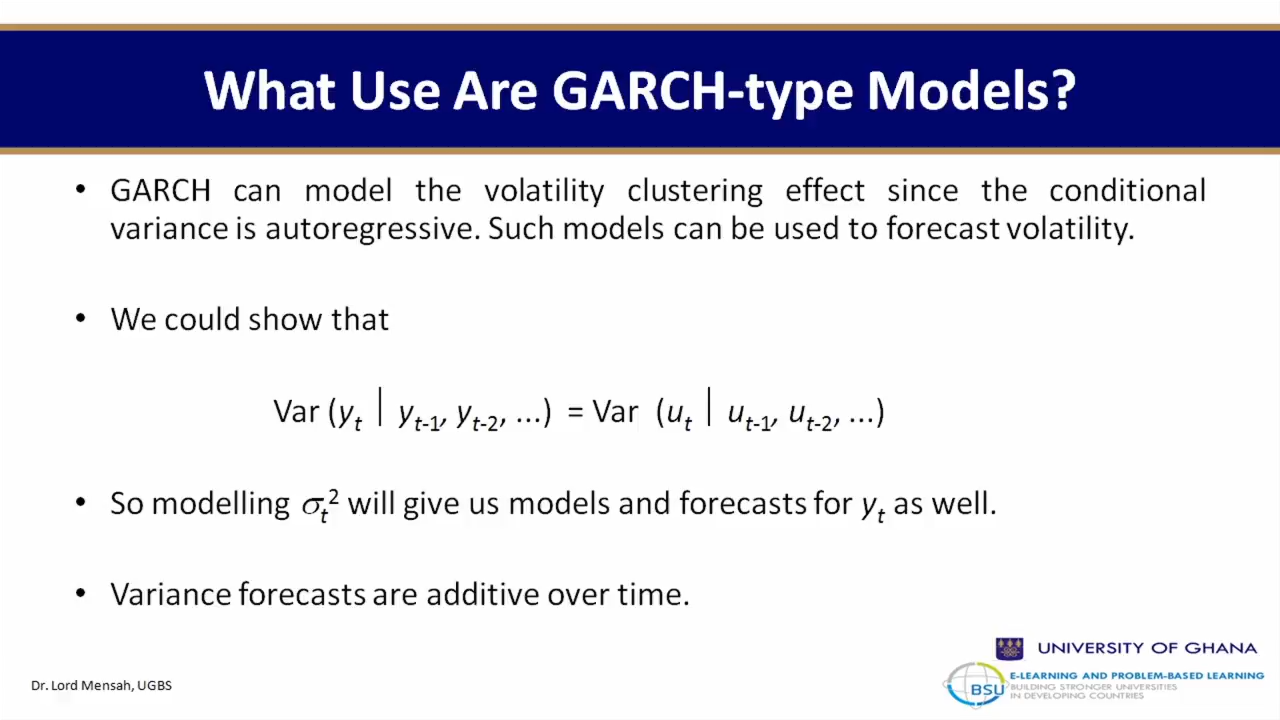 What Use Are GARCH-type Models?
• GARCH can model the volatility clustering effect since the conditional
variance is autoregressive. Such models can be used to forecast volatility.
• We could show that
Var (yₜ | yₜ₋₁, yₜ₋₂, ...) = Var (uₜ | uₜ₋₁, uₜ₋₂, ...)
• So modelling σₜ² will give us models and forecasts for yₜ as well.
• Variance forecasts are additive over time.
UNIVERSITY OF GHANA
Dr. Lord Mensah, UGBS
BSU
E-LEARNING AND PROBLEM-BASED LEARNING
BUILDING STRONGER UNIVERSITIES
IN DEVELOPING COUNTRIES